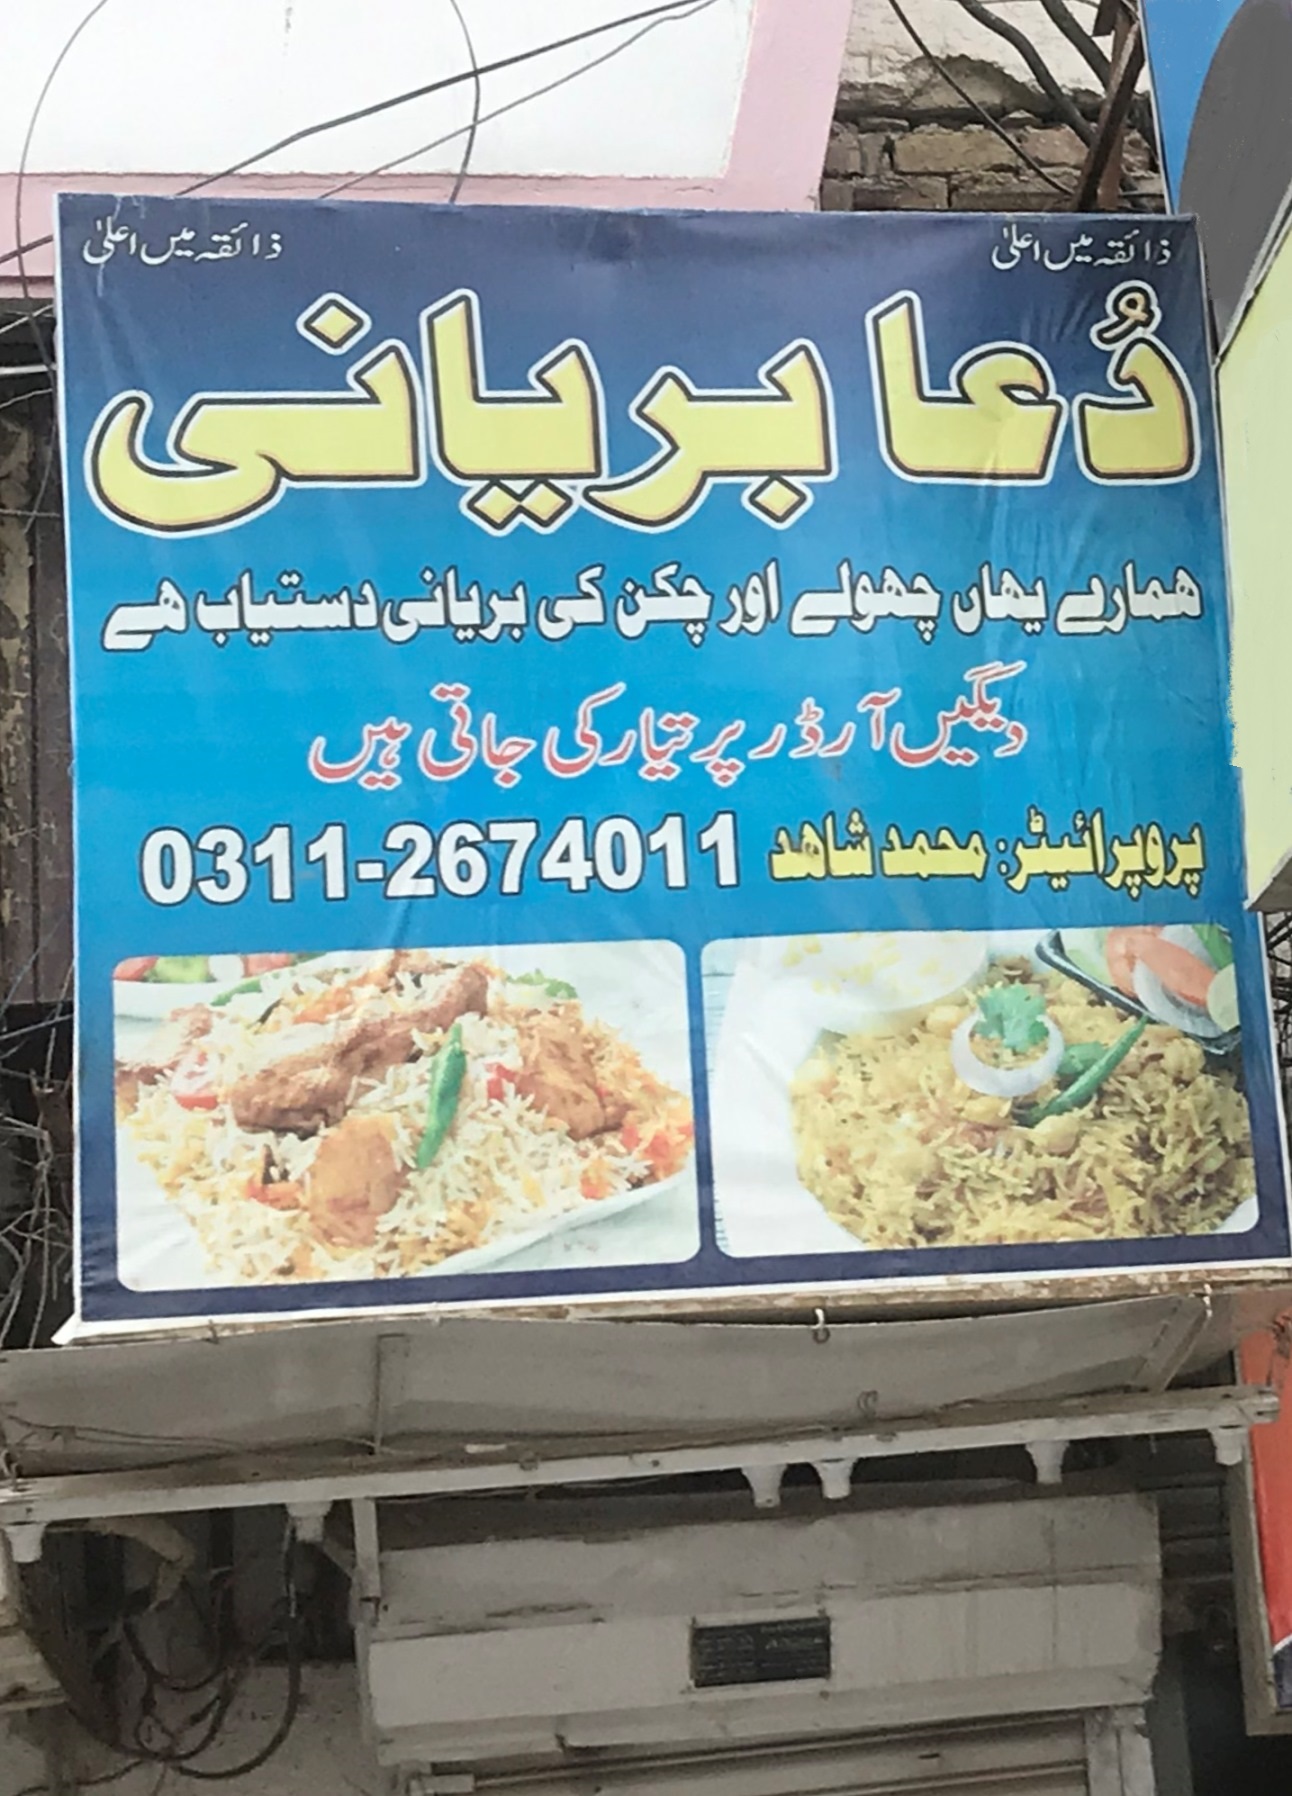 ذائقہ میں اعلیٰ ذائقہ میں اعلیٰ
دُعا بریانی
ھمارے یھاں چھولے اور چکن کی بریانی دستیاب ھے
دیگیں آرڈر پر تیار کی جاتی ہیں
پروپرائیٹر: محمد شاھد 0311-2674011